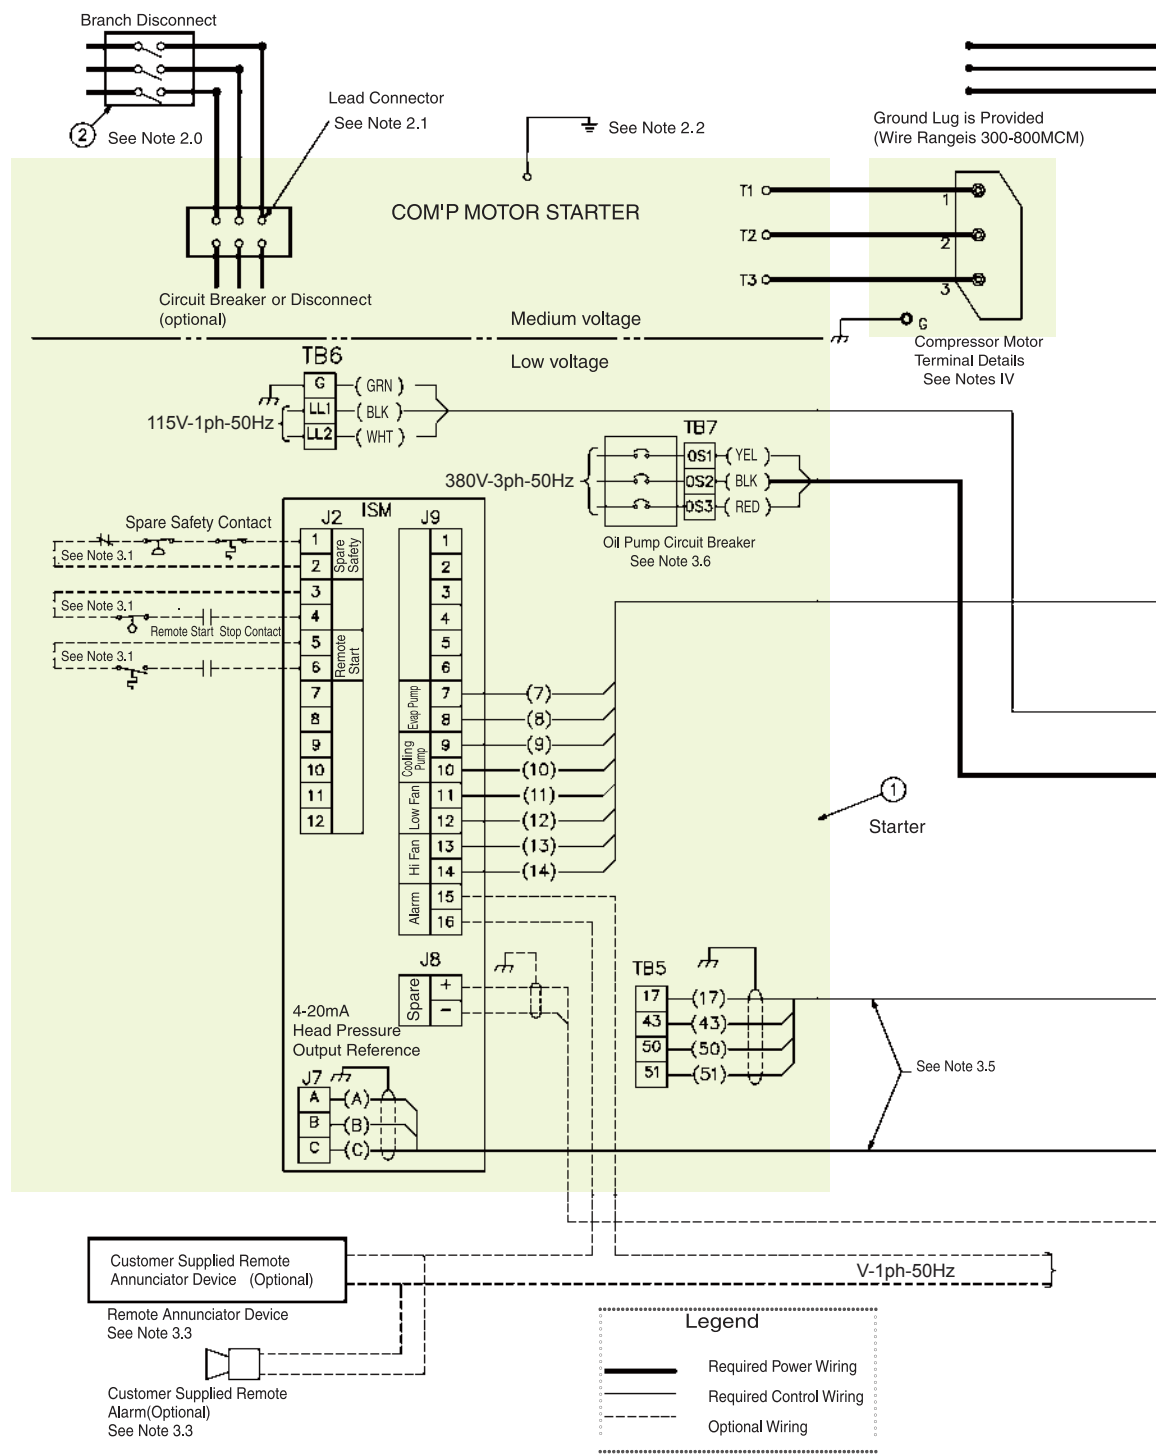 Branch Disconnect
2
See Note 2.0
Lead Connector
See Note 2.1
See Note 2.2
Ground Lug is Provided
(Wire Rangeis 300-800MCM)
COM'P MOTOR STARTER
T1
1
T2
2
T3
3
G
Circuit Breaker or Disconnect
(optional)
Medium voltage
Low voltage
Compressor Motor
Terminal Details
See Notes IV
TB6
G
(GRN)
LL1
(BLK)
LL2
(WHT)
115V-1ph-50Hz
TB7
0S1
(YEL)
0S2
(BLK)
0S3
(RED)
380V-3ph-50Hz
Oil Pump Circuit Breaker
See Note 3.6
ISM
J2
J9
Spare Safety Contact
See Note 3.1
See Note 3.1
Remote Start Stop Contact
See Note 3.1
1
2
3
4
5
6
7
8
9
10
11
12
Spare
Safety
Remote
Start
1
2
3
4
5
6
7
8
9
10
11
12
13
14
15
16
Evap Pump
Cooling
Pump
Low Fan
Hi Fan
Alarm
(7)
(8)
(9)
(10)
(11)
(12)
(13)
(14)
1
Starter
J8
Spare
+
-
TB5
17
(17)
43
(43)
50
(50)
51
(51)
See Note 3.5
4-20mA
Head Pressure
Output Reference
J7
A
(A)
B
(B)
C
(C)
Customer Supplied Remote
Annunciator Device (Optional)
V-1ph-50Hz
Remote Annunciator Device
See Note 3.3
Customer Supplied Remote
Alarm(Optional)
See Note 3.3
Legend
Required Power Wiring
Required Control Wiring
Optional Wiring